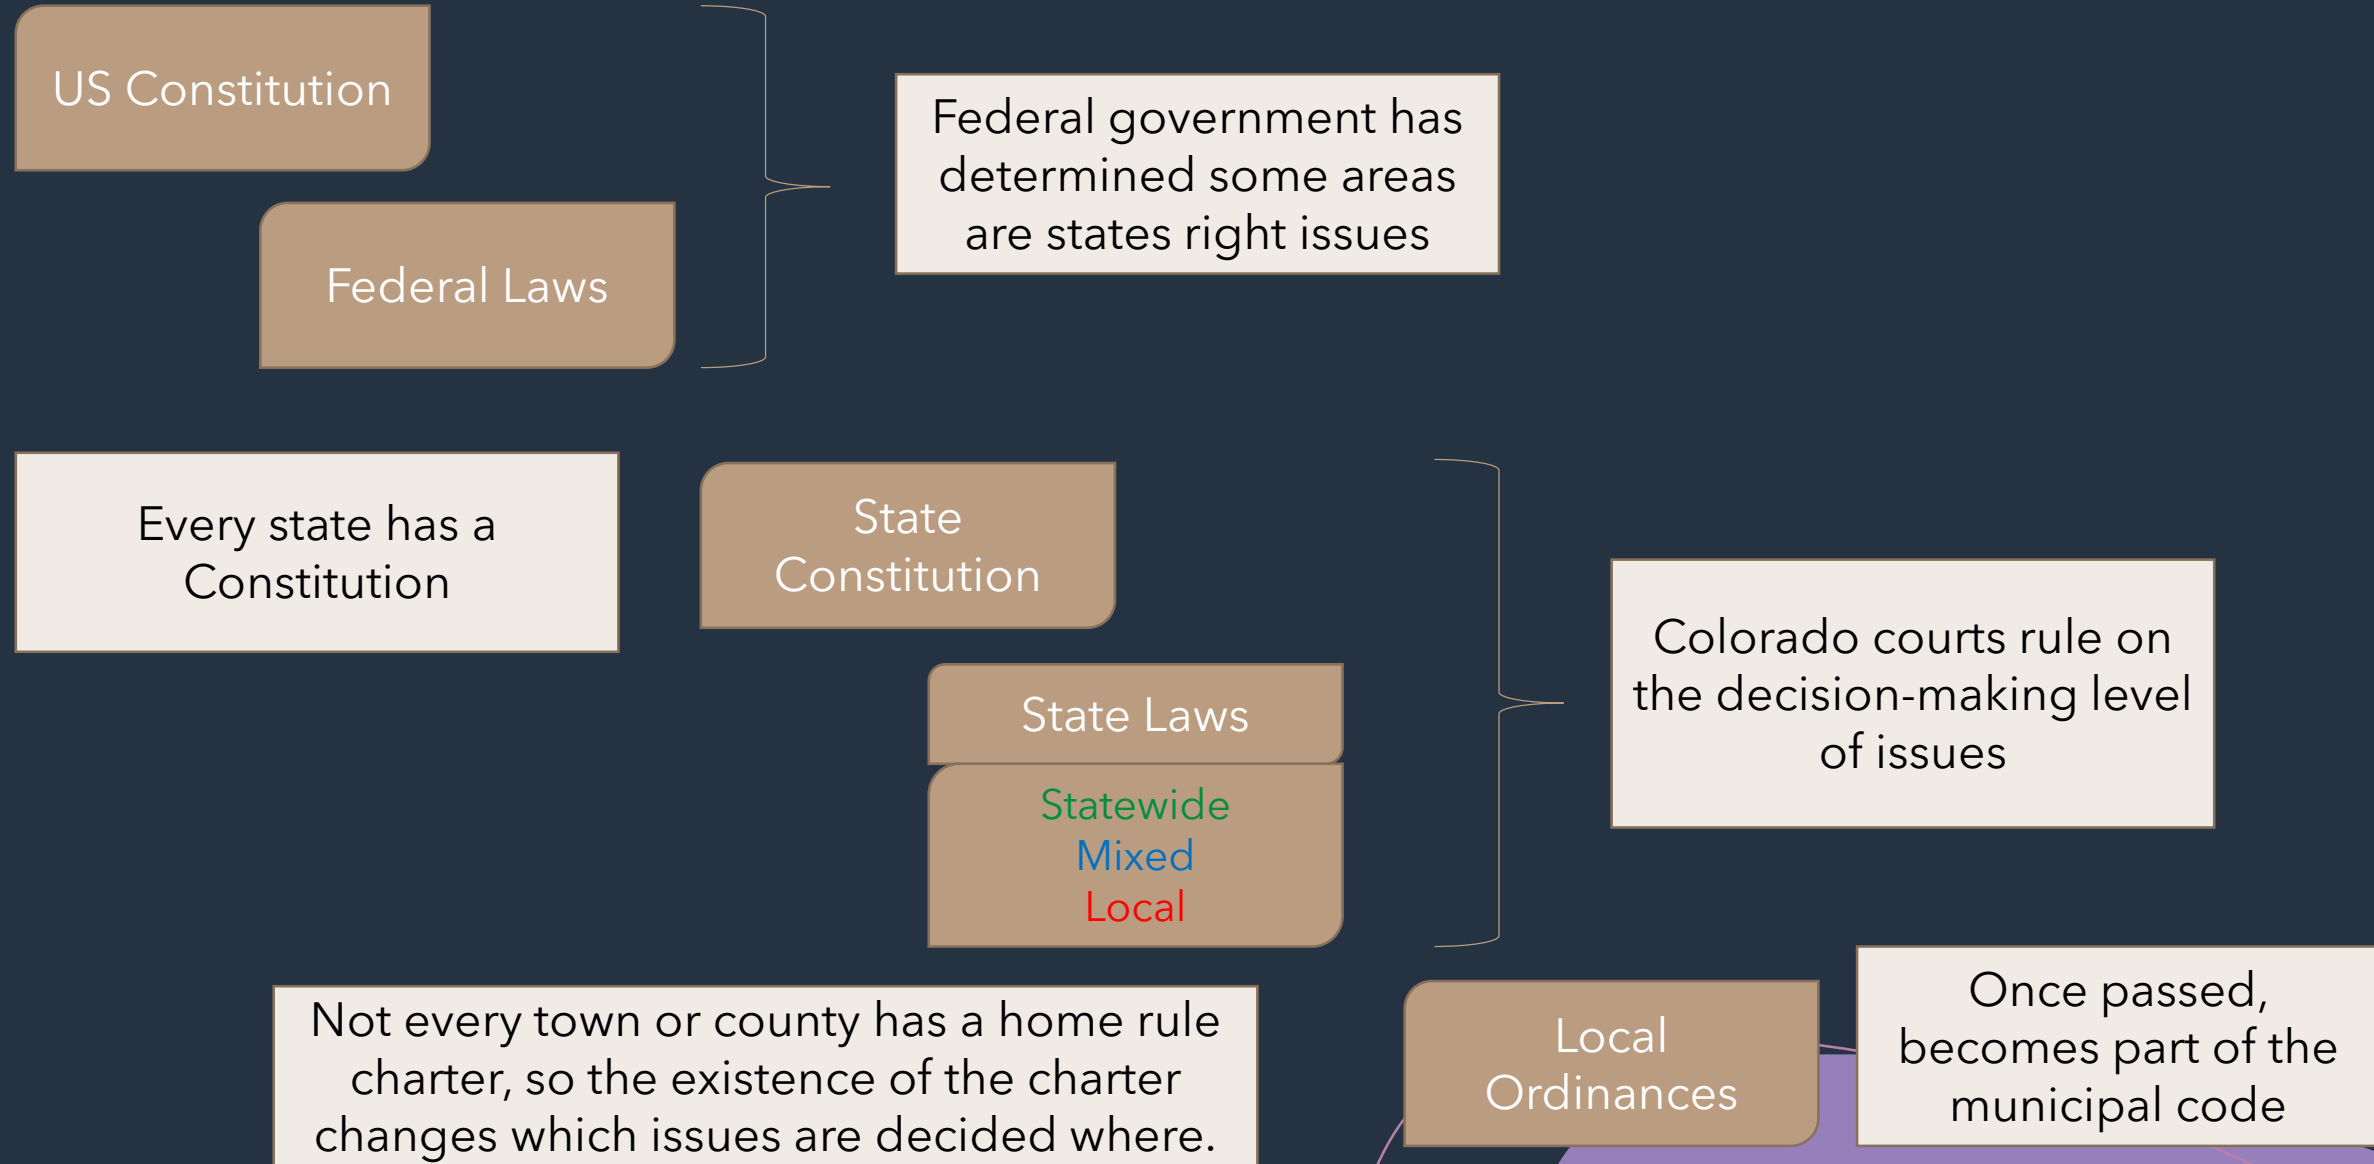 US Constitution
Federal government has
determined some areas
are states right issues
Federal Laws
Every state has a
Constitution
State
Constitution
State Laws
Statewide
Mixed
Local
Colorado courts rule on
the decision-making level
of issues
Not every town or county has a home rule
charter, so the existence of the charter
changes which issues are decided where.
Local
Ordinances
Once passed,
becomes part of the
municipal code